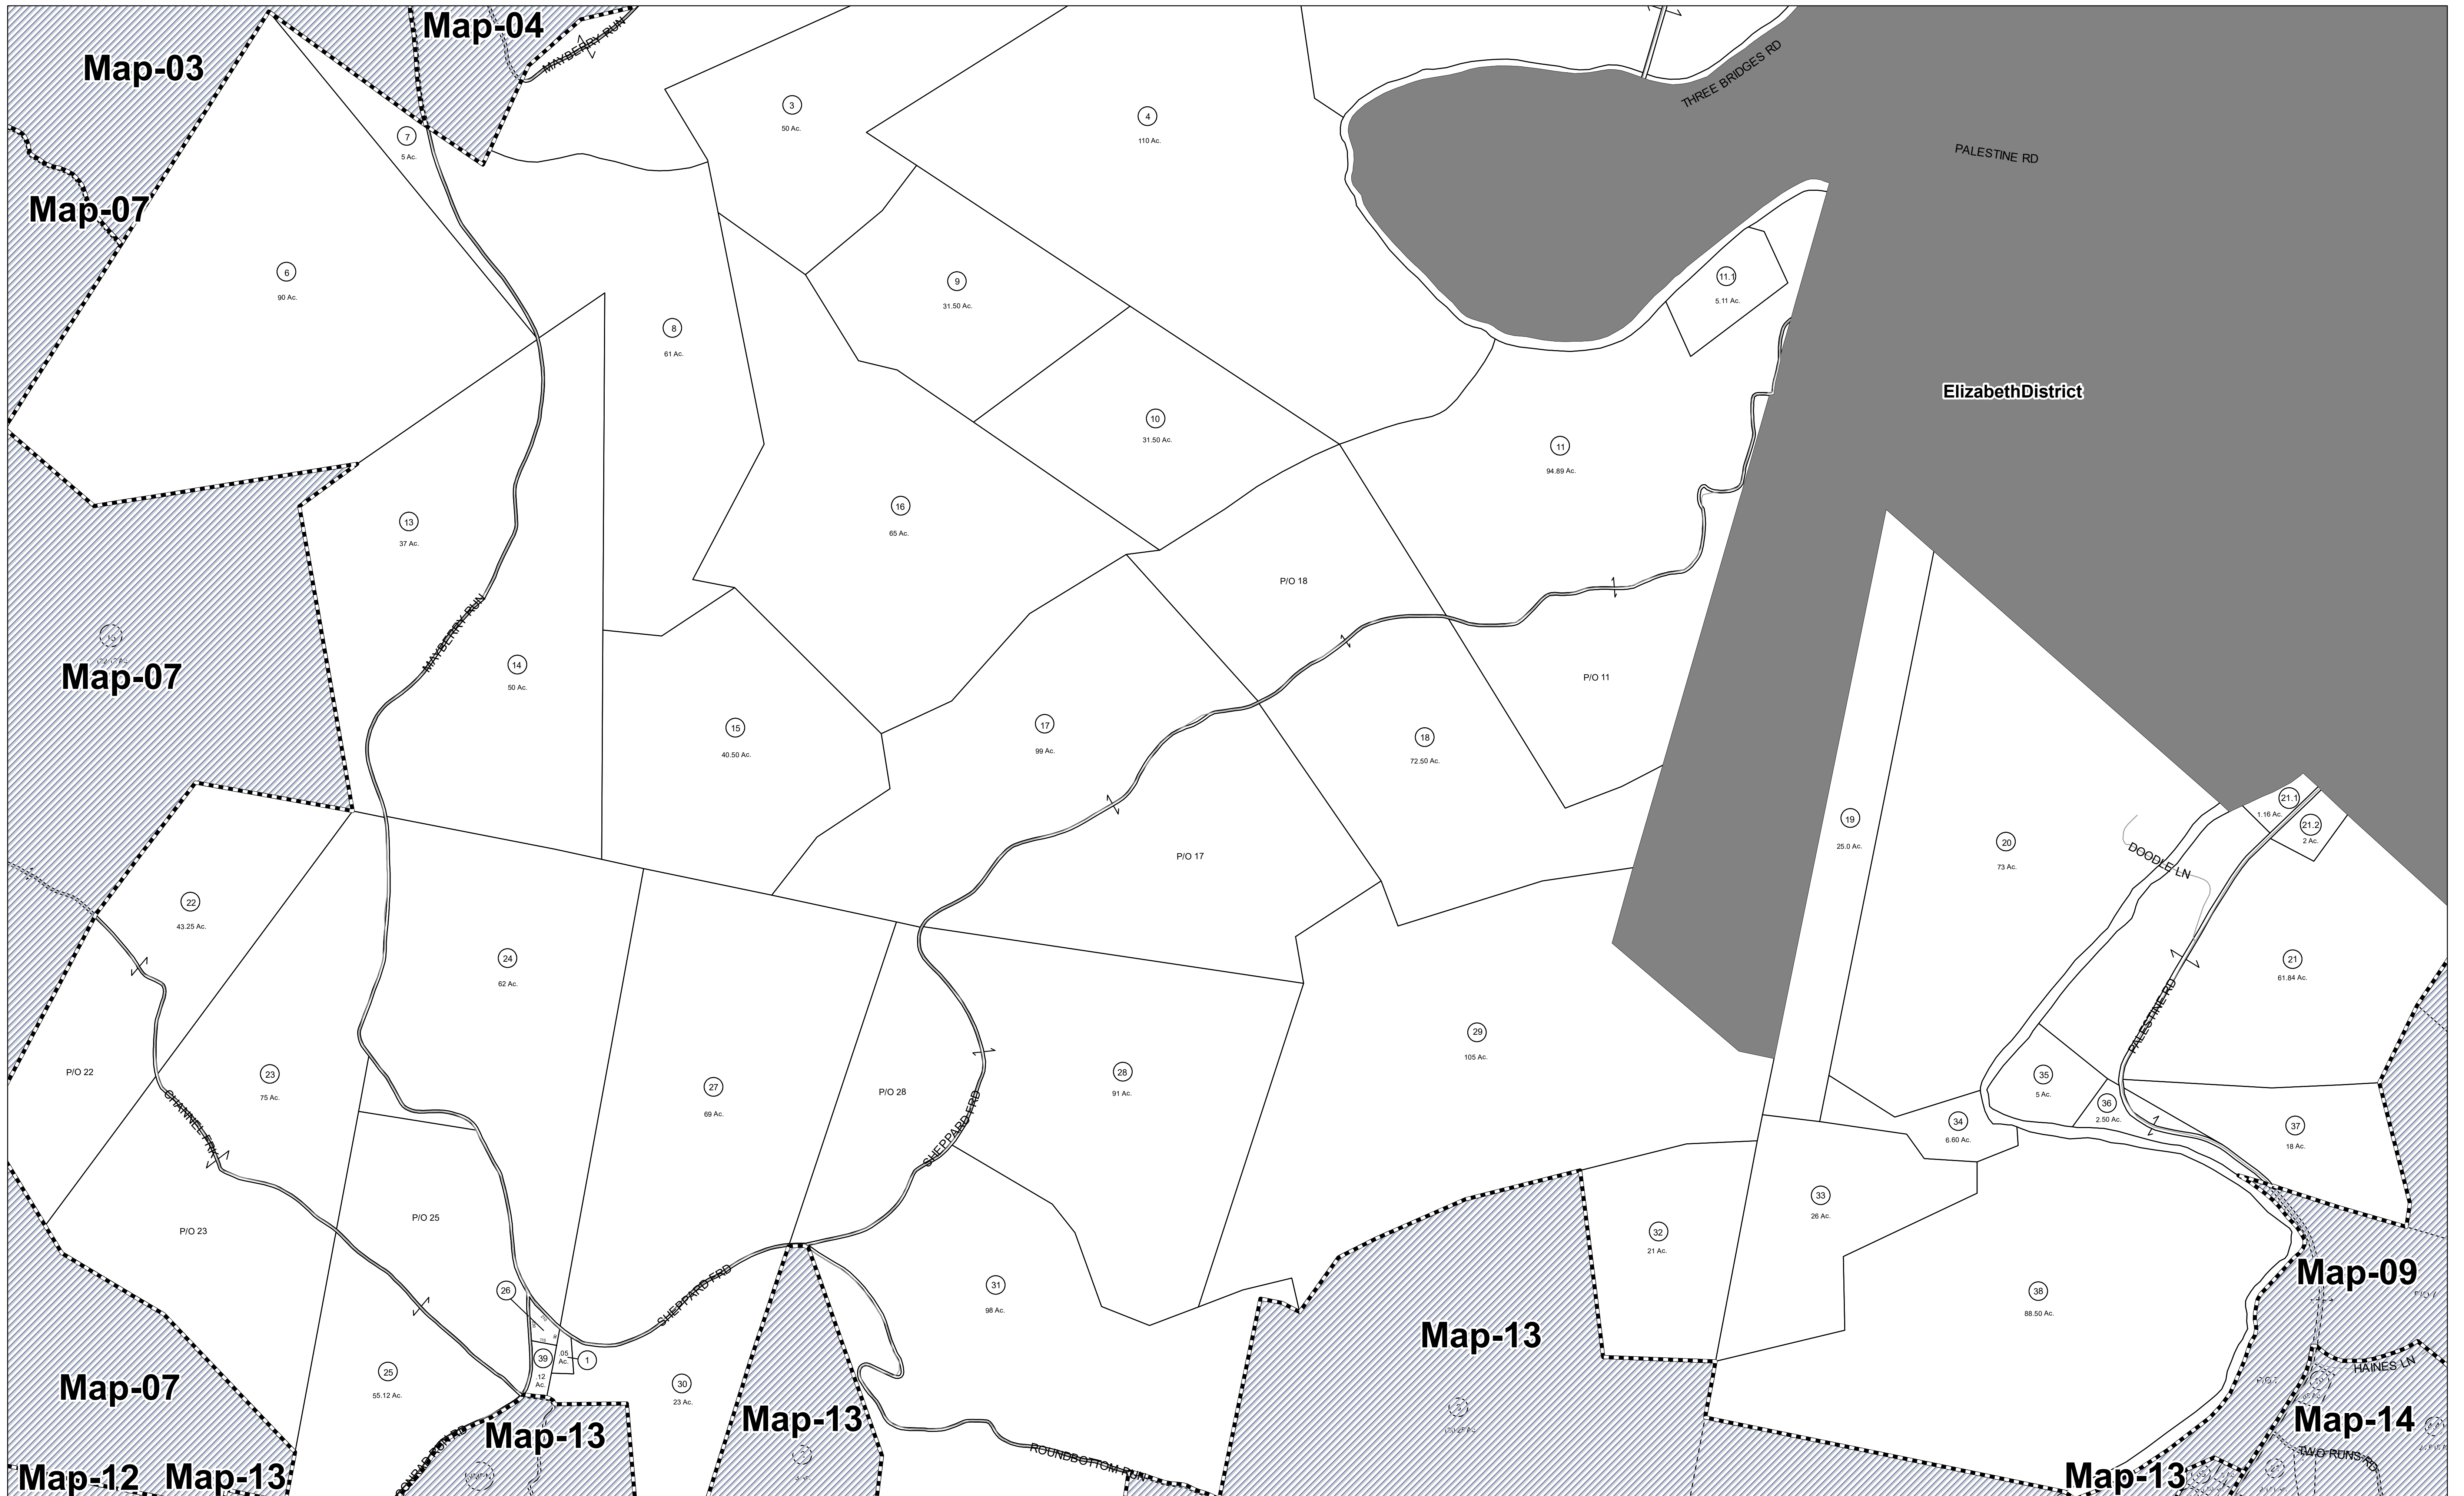 Map-04
MAYBERRY RUN
Map-03
THREE BRIDGES RD
3
50 Ac.
4
110 Ac.
7
5 Ac.
PALESTINE RD
Map-07
6
90 Ac.
9
31.50 Ac.
11.1
5.11 Ac.
8
61 Ac.
ElizabethDistrict
10
31.50 Ac.
11
94.89 Ac.
16
65 Ac.
13
37 Ac.
P/O 18
MAYBERRY RUN
Map-07
14
50 Ac.
P/O 11
15
40.50 Ac.
17
99 Ac.
18
72.50 Ac.
19
25.0 Ac.
20
73 Ac.
21.1
1.16 Ac.
21.2
2 Ac.
DOODLE LN
P/O 17
22
43.25 Ac.
24
62 Ac.
21
61.84 Ac.
PALESTINE RD
29
105 Ac.
P/O 22
23
75 Ac.
27
69 Ac.
P/O 28
28
91 Ac.
35
5 Ac.
36
2.50 Ac.
34
6.60 Ac.
37
18 Ac.
CHANNEL FRK
SHEPPARD FRD
P/O 23
P/O 25
33
26 Ac.
32
21 Ac.
26
SHEPPARD FRD
31
98 Ac.
38
88.50 Ac.
Map-09
Map-13
39
.12
Ac.
.05
Ac.
1
25
55.12 Ac.
30
23 Ac.
Map-07
HAINES LN
Map-13
Map-13
Map-14
CONRAD RUN RD
ROUNDBOTTOM RUN
TWO RUNS RD
Map-12
Map-13
Map-13